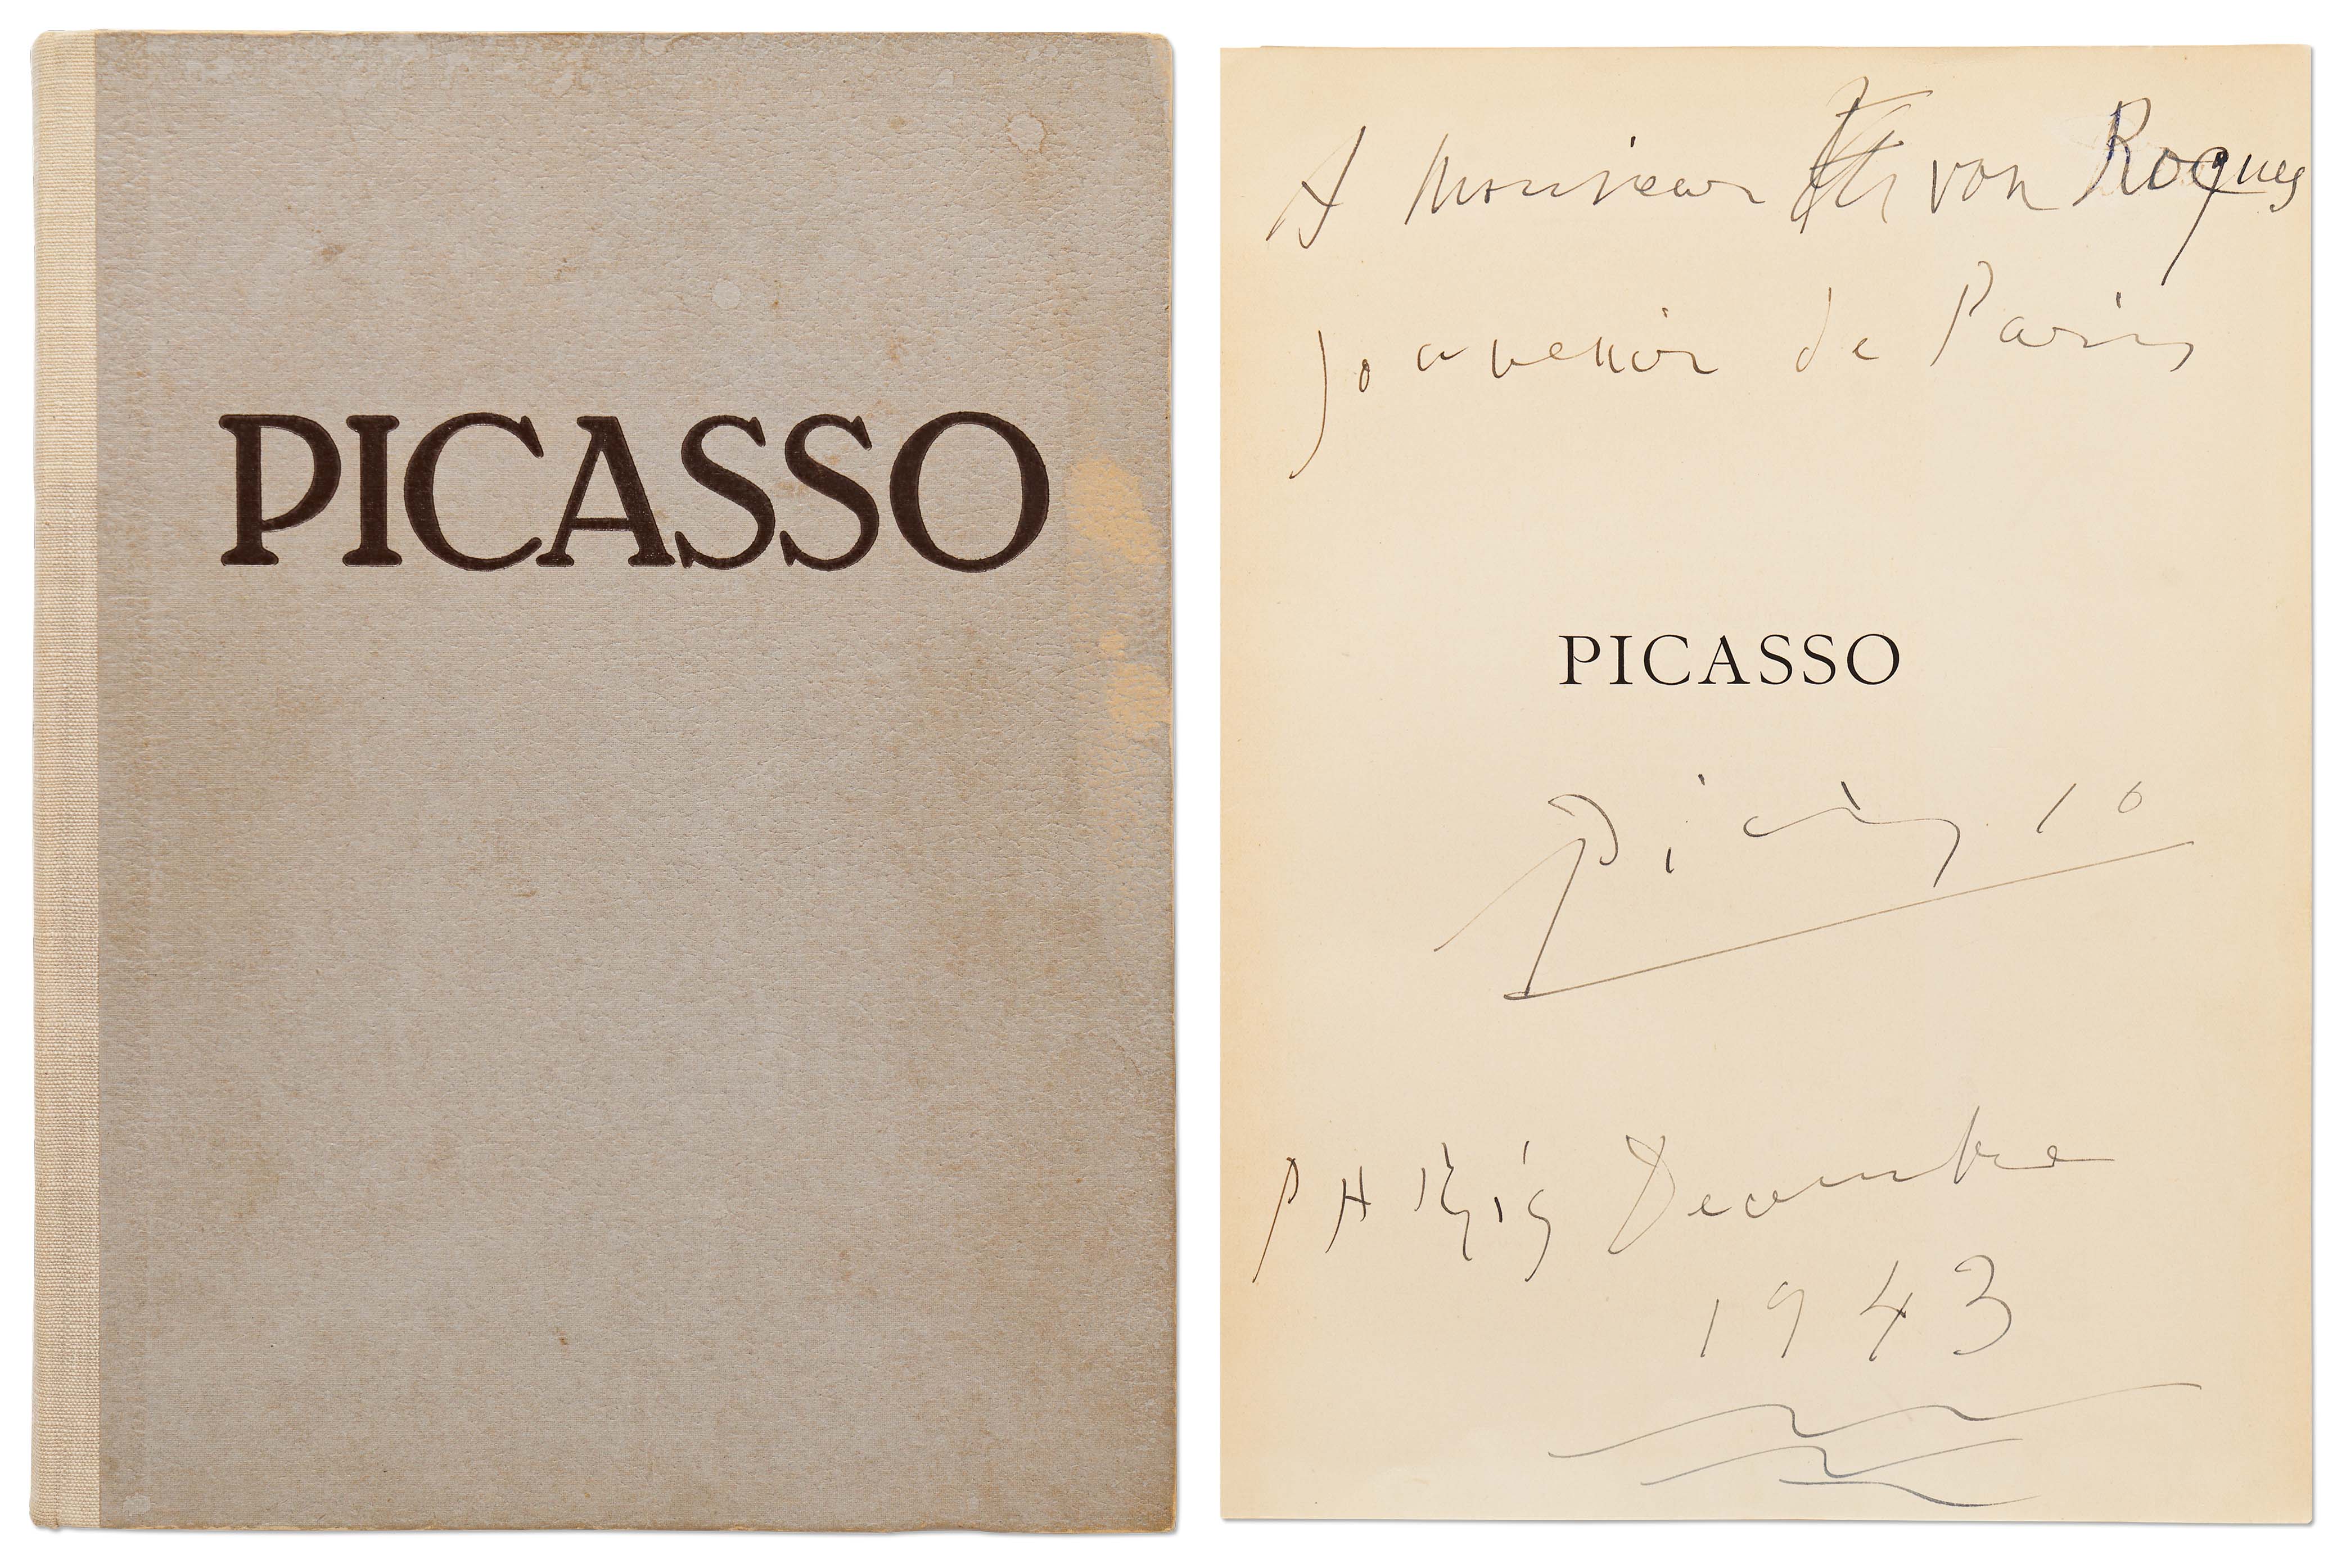 PICASSO
A Monsieur von Roques
Souvenir de Paris
PICASSO
Picasso
PARis Decembre
1943